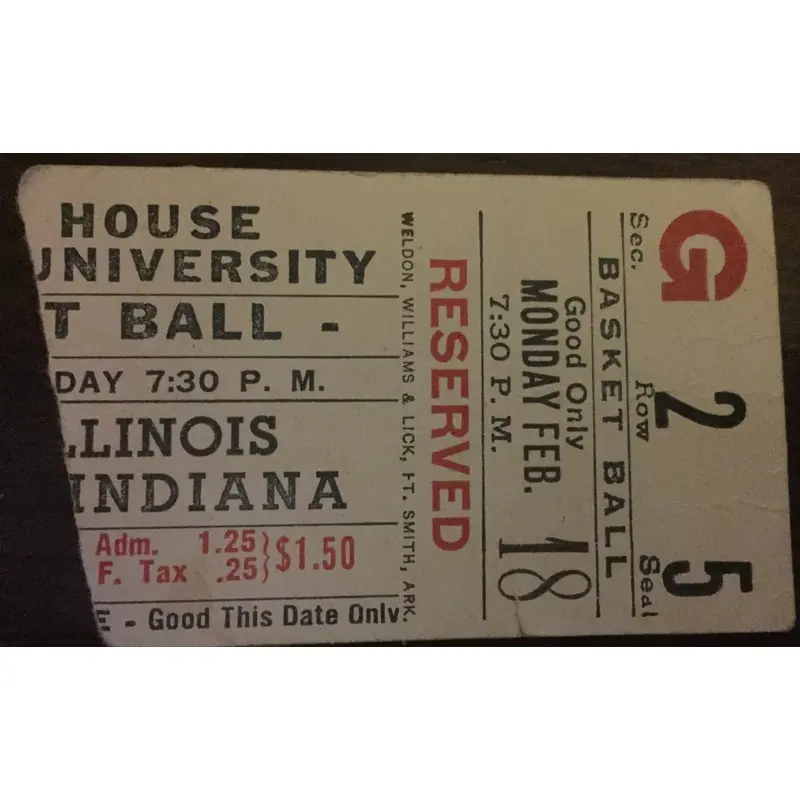 HOUSE
UNIVERSITY
T BALL -
DAY 7:30 P. M.
LLINOIS
INDIANA
Adm. 1.25 } $1.50
F. Tax .25
E - Good This Date Only
WELDON, WILLIAMS & LICK, FT. SMITH, ARK.
RESERVED
Good Only
MONDAY FEB. 18
7:30 P. M.
BASKET BALL
Sec. Row Seat
G 2 5